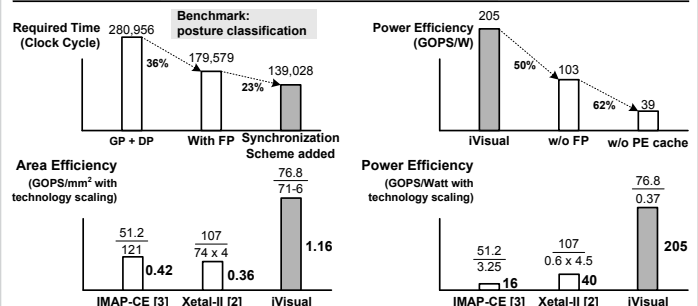 Required Time
(Clock Cycle)
280,956
Benchmark:
posture classification
36%
179,579
23%
139,028
GP + DP
With FP
Synchronization
Scheme added
Power Efficiency
(GOPS/W)
205
50%
103
62%
39
iVisual
w/o FP
w/o PE cache
Area Efficiency
(GOPS/mm² with
technology scaling)
51.2
121
0.42
107
74 x 4
0.36
76.8
71-6
1.16
IMAP-CE [3]
Xetal-II [2]
iVisual
Power Efficiency
(GOPS/Watt with
technology scaling)
51.2
3.25
16
107
0.6 x 4.5
40
76.8
0.37
205
IMAP-CE [3]
Xetal-II [2]
iVisual